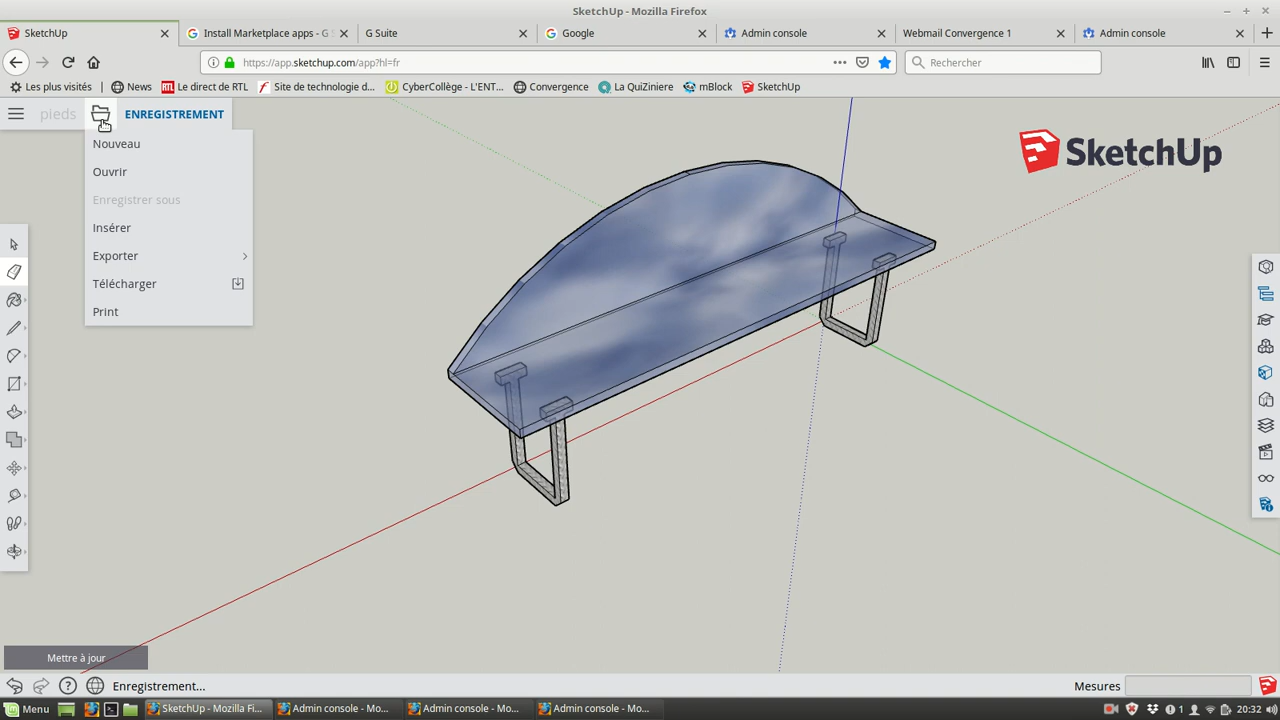 SketchUp - Mozilla Firefox
SketchUp
Install Marketplace apps - G S
G Suite
Google
Admin console
Webmail Convergence 1
Admin console
https://app.sketchup.com/app?hl=fr
Rechercher
Les plus visités
News
RTL Le direct de RTL
Site de technologie d...
CyberCollège - L'ENT...
Convergence
La QuiZiniere
mBlock
SketchUp
pieds
ENREGISTREMENT
Nouveau
Ouvrir
Enregistrer sous
Insérer
Exporter
Télécharger
Print
SketchUp
Mettre à jour
Enregistrement...
Mesures
Menu
SketchUp - Mozilla Fi...
Admin console - Mo...
Admin console - Mo...
Admin console - Mo...
1
20:32